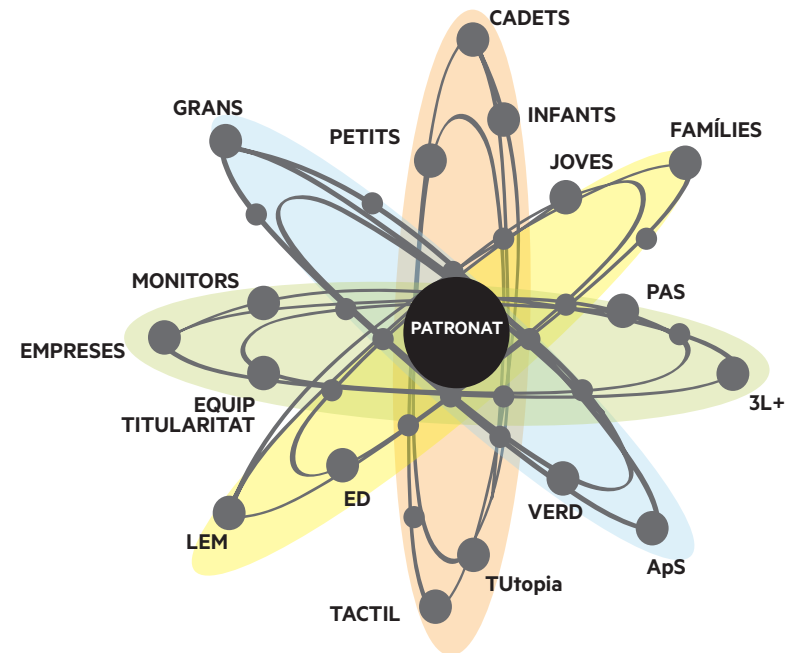 CADETS
GRANS
INFANTS
PETITS
FAMÍLIES
JOVES
MONITORS
PAS
PATRONAT
EMPRESES
EQUIP
TITULARITAT
3L+
ED
VERD
LEM
ApS
TUtopia
TACTIL